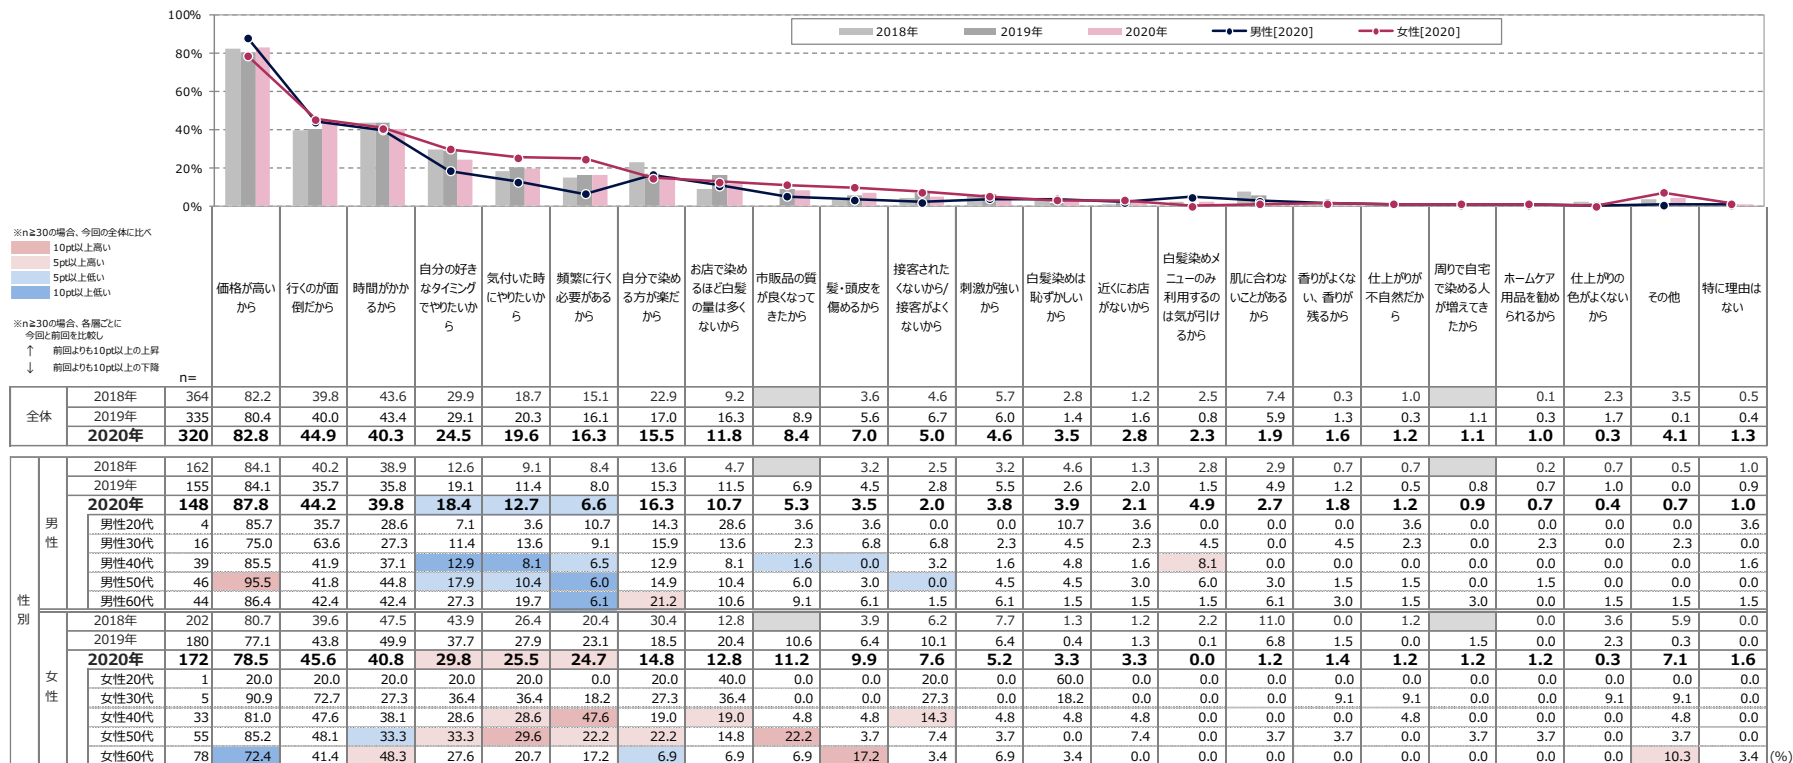 100%
80%
60%
40%
20%
0%
2018年 2019年 2020年 男性[2020] 女性[2020]
※n≧30の場合、今回の全体に比べ
10pt以上高い
5pt以上高い
5pt以上低い
10pt以上低い
※n≧30の場合、各層ごとに
今回と前回を比較し
↑ 前回よりも10pt以上の上昇
↓ 前回よりも10pt以上の下降
n=
価格が高い
から
行くのが面
倒だから
時間がかか
るから
自分の好き
なタイミング
でやりたいか
ら
気付いた時
にやりたいか
ら
頻繁に行く
必要がある
から
自分で染め
る方が楽だ
から
お店で染め
るほど白髪
の量は多く
ないから
市販品の質
が良くなって
きたから
髪・頭皮を
傷めるから
接客された
くないから/
接客がよく
ないから
刺激が強い
から
白髪染めは
恥ずかしい
から
近くにお店
がないから
白髪染めメ
ニューのみ
利用するの
は気が引け
るから
肌に合わな
いことがある
から
香りがよくな
い、香りが
残るから
仕上がりが
不自然だか
ら
周りで自宅
で染める人
が増えてき
たから
ホームケア
用品を勧め
られるから
仕上がりの
色がよくない
から
その他
特に理由は
ない
全体
2018年 364 82.2 39.8 43.6 29.9 18.7 15.1 22.9 9.2 3.6 4.6 5.7 2.8 1.2 2.5 7.4 0.3 1.0 0.1 2.3 3.5 0.5
2019年 335 80.4 40.0 43.4 29.1 20.3 16.1 17.0 16.3 8.9 5.6 6.7 6.0 1.4 1.6 0.8 5.9 1.3 0.3 1.1 0.3 1.7 0.1 0.4
2020年 320 82.8 44.9 40.3 24.5 19.6 16.3 15.5 11.8 8.4 7.0 5.0 4.6 3.5 2.8 2.3 1.9 1.6 1.2 1.1 1.0 0.3 4.1 1.3
性別
男性
2018年 162 84.1 40.2 38.9 12.6 9.1 8.4 13.6 4.7 3.2 2.5 3.2 4.6 1.3 2.8 2.9 0.7 0.7 0.2 0.7 0.5 1.0
2019年 155 84.1 35.7 35.8 19.1 11.4 8.0 15.3 11.5 6.9 4.5 2.8 5.5 2.6 2.0 1.5 4.9 1.2 0.5 0.8 0.7 1.0 0.0 0.9
2020年 148 87.8 44.2 39.8 18.4 12.7 6.6 16.3 10.7 5.3 3.5 2.0 3.8 3.9 2.1 4.9 2.7 1.8 1.2 0.9 0.7 0.4 0.7 1.0
男性20代 4 85.7 35.7 28.6 7.1 3.6 10.7 14.3 28.6 3.6 3.6 0.0 0.0 10.7 3.6 0.0 0.0 0.0 3.6 0.0 0.0 0.0 0.0 3.6
男性30代 16 75.0 63.6 27.3 11.4 13.6 9.1 15.9 13.6 2.3 6.8 6.8 2.3 4.5 2.3 4.5 0.0 4.5 2.3 0.0 2.3 0.0 2.3 0.0
男性40代 39 85.5 41.9 37.1 12.9 8.1 6.5 12.9 8.1 1.6 0.0 3.2 1.6 4.8 1.6 8.1 0.0 0.0 0.0 0.0 0.0 0.0 0.0 1.6
男性50代 46 95.5 41.8 44.8 17.9 10.4 6.0 14.9 10.4 6.0 3.0 0.0 4.5 4.5 3.0 6.0 3.0 1.5 1.5 0.0 1.5 0.0 0.0 0.0
男性60代 44 86.4 42.4 42.4 27.3 19.7 6.1 21.2 10.6 9.1 6.1 1.5 6.1 1.5 1.5 1.5 6.1 3.0 1.5 3.0 0.0 1.5 1.5 1.5
女性
2018年 202 80.7 39.6 47.5 43.9 26.4 20.4 30.4 12.8 3.9 6.2 7.7 1.3 1.2 2.2 11.0 0.0 1.2 0.0 3.6 5.9 0.0
2019年 180 77.1 43.8 49.9 37.7 27.9 23.1 18.5 20.4 10.6 6.4 10.1 6.4 0.4 1.3 0.1 6.8 1.5 0.0 1.5 0.0 2.3 0.3 0.0
2020年 172 78.5 45.6 40.8 29.8 25.5 24.7 14.8 12.8 11.2 9.9 7.6 5.2 3.3 3.3 0.0 1.2 1.4 1.2 1.2 1.2 0.3 7.1 1.6
女性20代 1 20.0 20.0 20.0 20.0 20.0 0.0 20.0 40.0 0.0 0.0 20.0 0.0 60.0 0.0 0.0 0.0 0.0 0.0 0.0 0.0 0.0 0.0 0.0
女性30代 5 90.9 72.7 27.3 36.4 36.4 18.2 27.3 36.4 0.0 0.0 27.3 0.0 18.2 0.0 0.0 0.0 9.1 9.1 0.0 0.0 9.1 9.1 0.0
女性40代 33 81.0 47.6 38.1 28.6 28.6 47.6 19.0 19.0 4.8 4.8 14.3 4.8 4.8 4.8 0.0 0.0 0.0 4.8 0.0 0.0 0.0 4.8 0.0
女性50代 55 85.2 48.1 33.3 33.3 29.6 22.2 22.2 14.8 22.2 3.7 7.4 3.7 0.0 7.4 0.0 3.7 3.7 0.0 3.7 3.7 0.0 3.7 0.0
女性60代 78 72.4 41.4 48.3 27.6 20.7 17.2 6.9 6.9 6.9 17.2 3.4 6.9 3.4 0.0 0.0 0.0 0.0 0.0 0.0 0.0 0.0 10.3 3.4 (%)